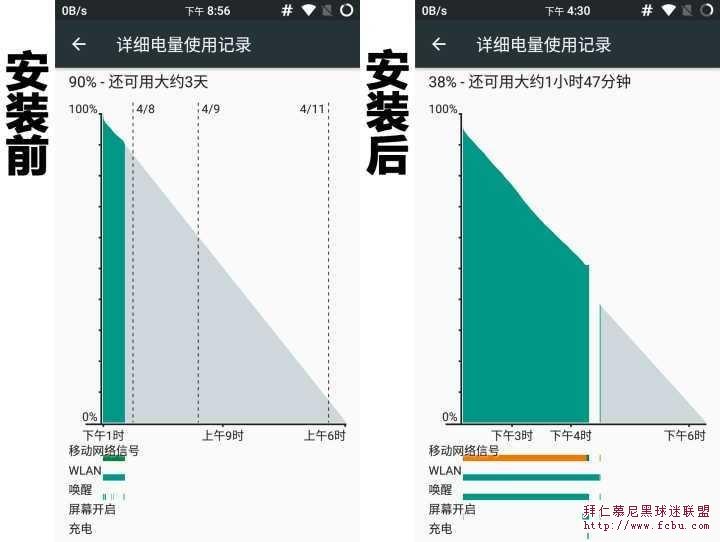 0B/s 下午 8:56
详细电量使用记录
90% - 还可用大约3天
安装前
100%
4/8 4/9 4/11
0%
下午1时 上午9时 上午6时
移动网络信号
WLAN
唤醒
屏幕开启
充电
0B/s 下午 4:30
详细电量使用记录
38% - 还可用大约1小时47分钟
安装后
100%
0%
下午3时 下午4时 下午6时
移动网络信号
WLAN
唤醒
屏幕开启
充电
拜仁慕尼黑球迷联盟
http://www.fcbu.com